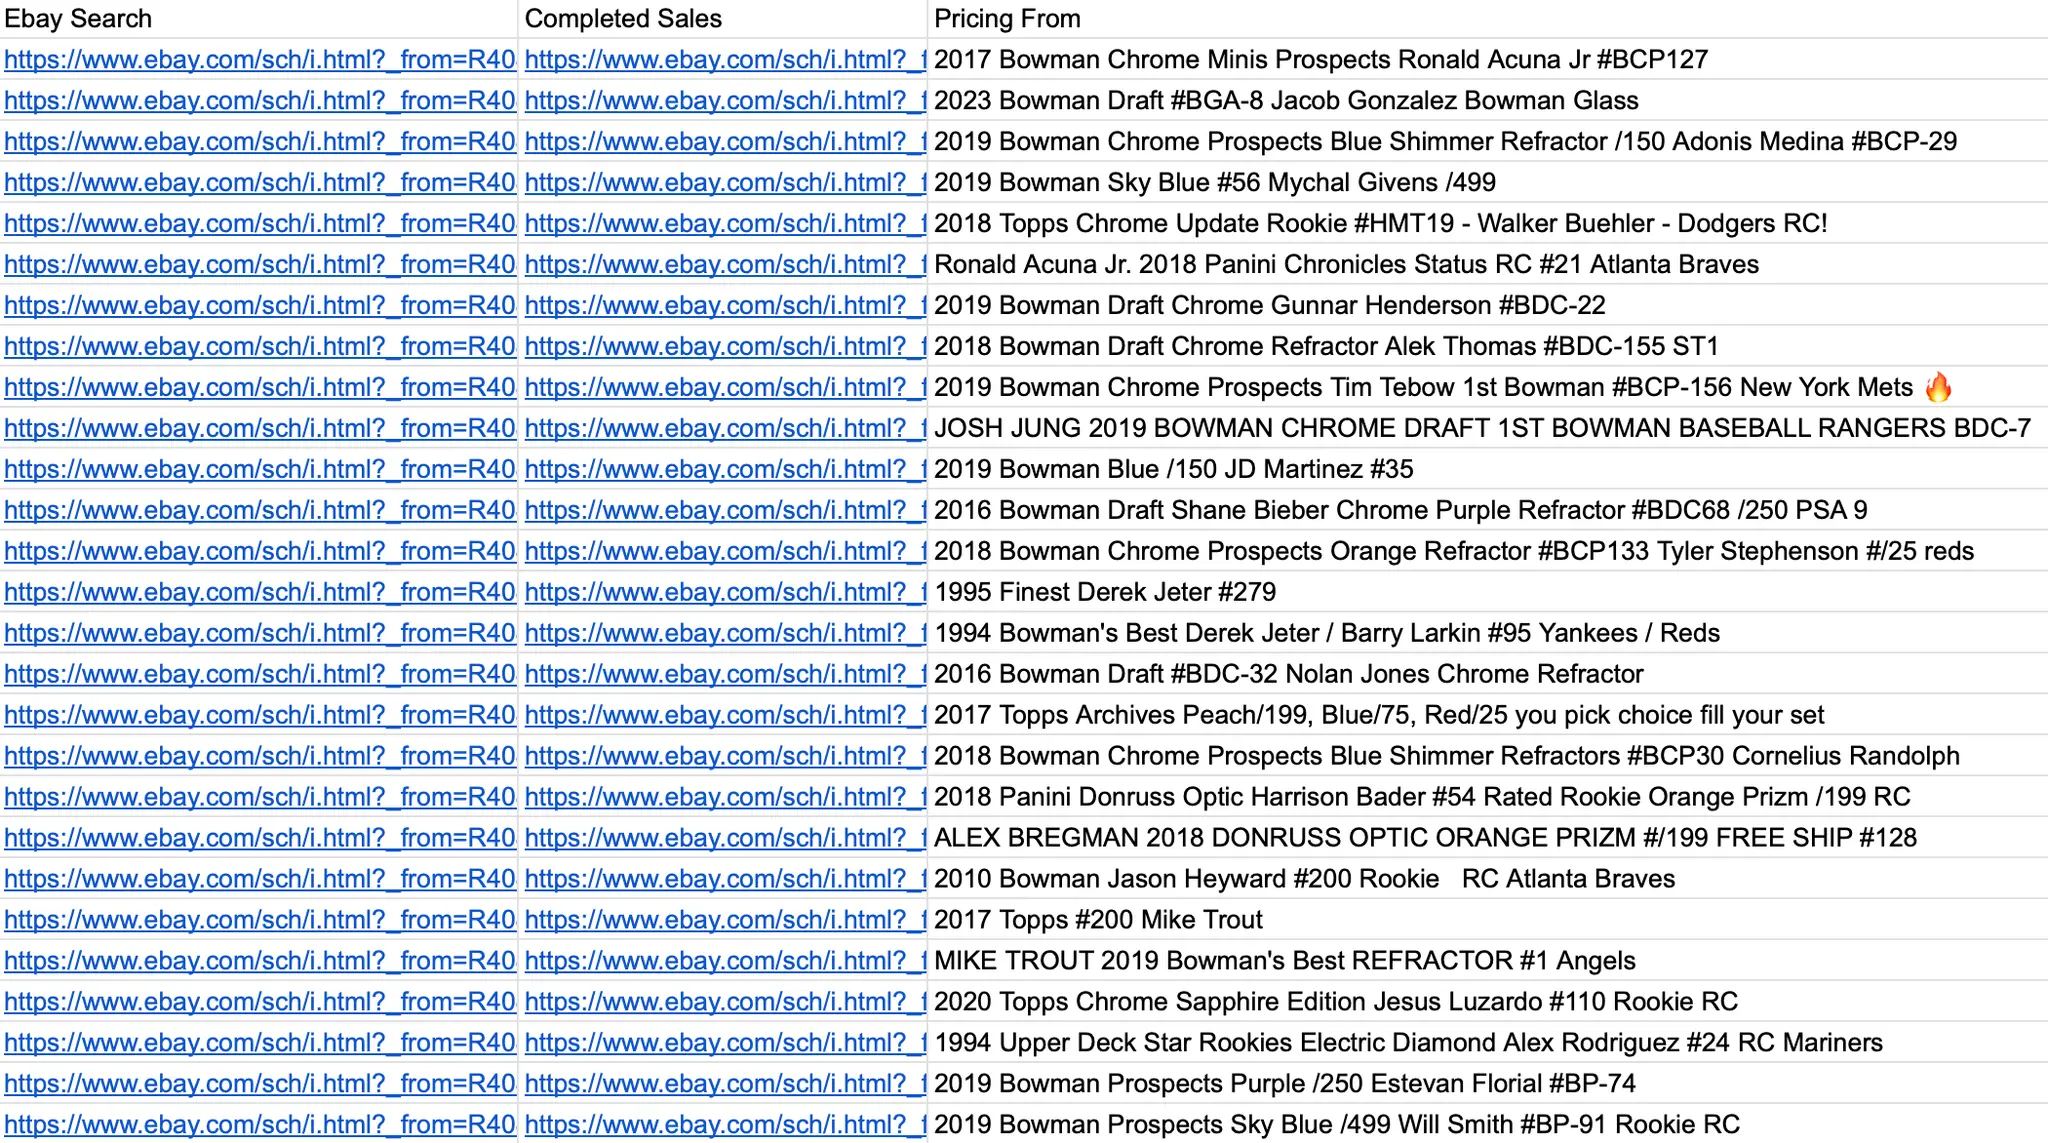 Ebay Search Completed Sales Pricing From
https://www.ebay.com/sch/i.html?_from=R40 https://www.ebay.com/sch/i.html?_f 2017 Bowman Chrome Minis Prospects Ronald Acuna Jr #BCP127
https://www.ebay.com/sch/i.html?_from=R40 https://www.ebay.com/sch/i.html?_f 2023 Bowman Draft #BGA-8 Jacob Gonzalez Bowman Glass
https://www.ebay.com/sch/i.html?_from=R40 https://www.ebay.com/sch/i.html?_f 2019 Bowman Chrome Prospects Blue Shimmer Refractor /150 Adonis Medina #BCP-29
https://www.ebay.com/sch/i.html?_from=R40 https://www.ebay.com/sch/i.html?_f 2019 Bowman Sky Blue #56 Mychal Givens /499
https://www.ebay.com/sch/i.html?_from=R40 https://www.ebay.com/sch/i.html?_f 2018 Topps Chrome Update Rookie #HMT19 - Walker Buehler - Dodgers RC!
https://www.ebay.com/sch/i.html?_from=R40 https://www.ebay.com/sch/i.html?_f Ronald Acuna Jr. 2018 Panini Chronicles Status RC #21 Atlanta Braves
https://www.ebay.com/sch/i.html?_from=R40 https://www.ebay.com/sch/i.html?_f 2019 Bowman Draft Chrome Gunnar Henderson #BDC-22
https://www.ebay.com/sch/i.html?_from=R40 https://www.ebay.com/sch/i.html?_f 2018 Bowman Draft Chrome Refractor Alek Thomas #BDC-155 ST1
https://www.ebay.com/sch/i.html?_from=R40 https://www.ebay.com/sch/i.html?_f 2019 Bowman Chrome Prospects Tim Tebow 1st Bowman #BCP-156 New York Mets 🔥
https://www.ebay.com/sch/i.html?_from=R40 https://www.ebay.com/sch/i.html?_f JOSH JUNG 2019 BOWMAN CHROME DRAFT 1ST BOWMAN BASEBALL RANGERS BDC-7
https://www.ebay.com/sch/i.html?_from=R40 https://www.ebay.com/sch/i.html?_f 2019 Bowman Blue /150 JD Martinez #35
https://www.ebay.com/sch/i.html?_from=R40 https://www.ebay.com/sch/i.html?_f 2016 Bowman Draft Shane Bieber Chrome Purple Refractor #BDC68 /250 PSA 9
https://www.ebay.com/sch/i.html?_from=R40 https://www.ebay.com/sch/i.html?_f 2018 Bowman Chrome Prospects Orange Refractor #BCP133 Tyler Stephenson #/25 reds
https://www.ebay.com/sch/i.html?_from=R40 https://www.ebay.com/sch/i.html?_f 1995 Finest Derek Jeter #279
https://www.ebay.com/sch/i.html?_from=R40 https://www.ebay.com/sch/i.html?_f 1994 Bowman's Best Derek Jeter / Barry Larkin #95 Yankees / Reds
https://www.ebay.com/sch/i.html?_from=R40 https://www.ebay.com/sch/i.html?_f 2016 Bowman Draft #BDC-32 Nolan Jones Chrome Refractor
https://www.ebay.com/sch/i.html?_from=R40 https://www.ebay.com/sch/i.html?_f 2017 Topps Archives Peach/199, Blue/75, Red/25 you pick choice fill your set
https://www.ebay.com/sch/i.html?_from=R40 https://www.ebay.com/sch/i.html?_f 2018 Bowman Chrome Prospects Blue Shimmer Refractors #BCP30 Cornelius Randolph
https://www.ebay.com/sch/i.html?_from=R40 https://www.ebay.com/sch/i.html?_f 2018 Panini Donruss Optic Harrison Bader #54 Rated Rookie Orange Prizm /199 RC
https://www.ebay.com/sch/i.html?_from=R40 https://www.ebay.com/sch/i.html?_f ALEX BREGMAN 2018 DONRUSS OPTIC ORANGE PRIZM #/199 FREE SHIP #128
https://www.ebay.com/sch/i.html?_from=R40 https://www.ebay.com/sch/i.html?_f 2010 Bowman Jason Heyward #200 Rookie RC Atlanta Braves
https://www.ebay.com/sch/i.html?_from=R40 https://www.ebay.com/sch/i.html?_f 2017 Topps #200 Mike Trout
https://www.ebay.com/sch/i.html?_from=R40 https://www.ebay.com/sch/i.html?_f MIKE TROUT 2019 Bowman's Best REFRACTOR #1 Angels
https://www.ebay.com/sch/i.html?_from=R40 https://www.ebay.com/sch/i.html?_f 2020 Topps Chrome Sapphire Edition Jesus Luzardo #110 Rookie RC
https://www.ebay.com/sch/i.html?_from=R40 https://www.ebay.com/sch/i.html?_f 1994 Upper Deck Star Rookies Electric Diamond Alex Rodriguez #24 RC Mariners
https://www.ebay.com/sch/i.html?_from=R40 https://www.ebay.com/sch/i.html?_f 2019 Bowman Prospects Purple /250 Estevan Florial #BP-74
https://www.ebay.com/sch/i.html?_from=R40 https://www.ebay.com/sch/i.html?_f 2019 Bowman Prospects Sky Blue /499 Will Smith #BP-91 Rookie RC